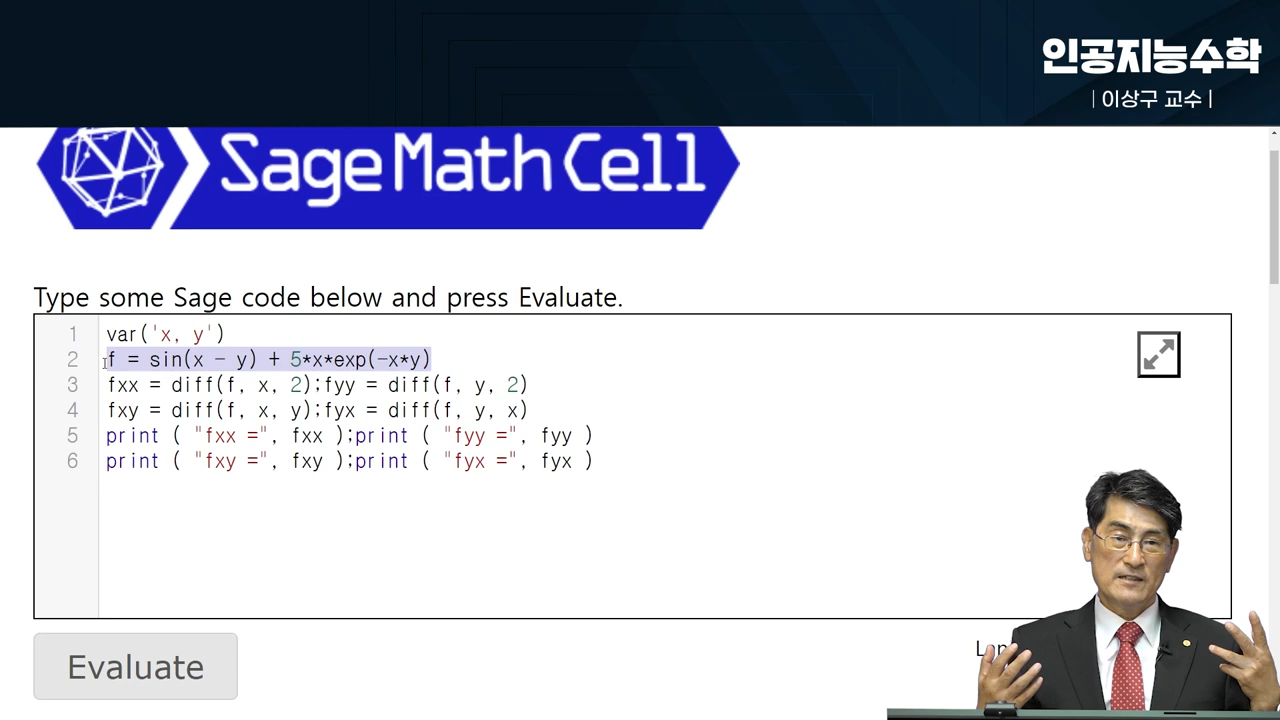 인공지능수학
| 이상구 교수 |
SageMathCell
Type some Sage code below and press Evaluate.
1 var('x, y')
2 f = sin(x - y) + 5*x*exp(-x*y)
3 fxx = diff(f, x, 2);fyy = diff(f, y, 2)
4 fxy = diff(f, x, y);fyx = diff(f, y, x)
5 print ( "fxx =", fxx );print ( "fyy =", fyy )
6 print ( "fxy =", fxy );print ( "fyx =", fyx )
Evaluate